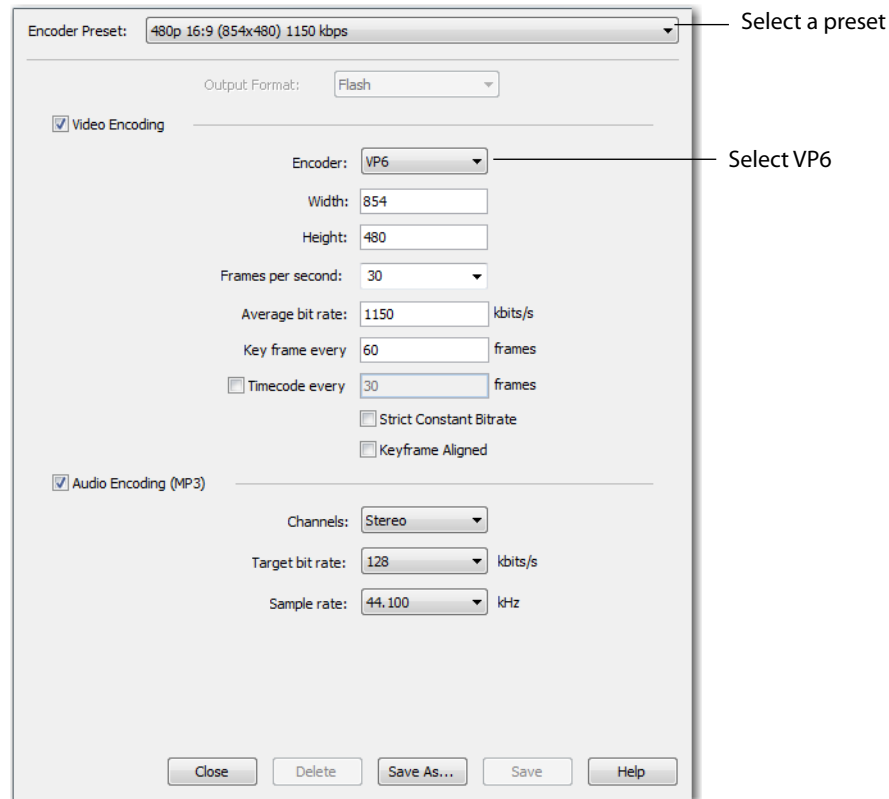 Encoder Preset: 480p 16:9 (854x480) 1150 kbps Select a preset
Output Format: Flash
Video Encoding
Encoder: VP6 Select VP6
Width: 854
Height: 480
Frames per second: 30
Average bit rate: 1150 kbits/s
Key frame every 60 frames
Timecode every 30 frames
Strict Constant Bitrate
Keyframe Aligned
Audio Encoding (MP3)
Channels: Stereo
Target bit rate: 128 kbits/s
Sample rate: 44.100 kHz
Close Delete Save As... Save Help